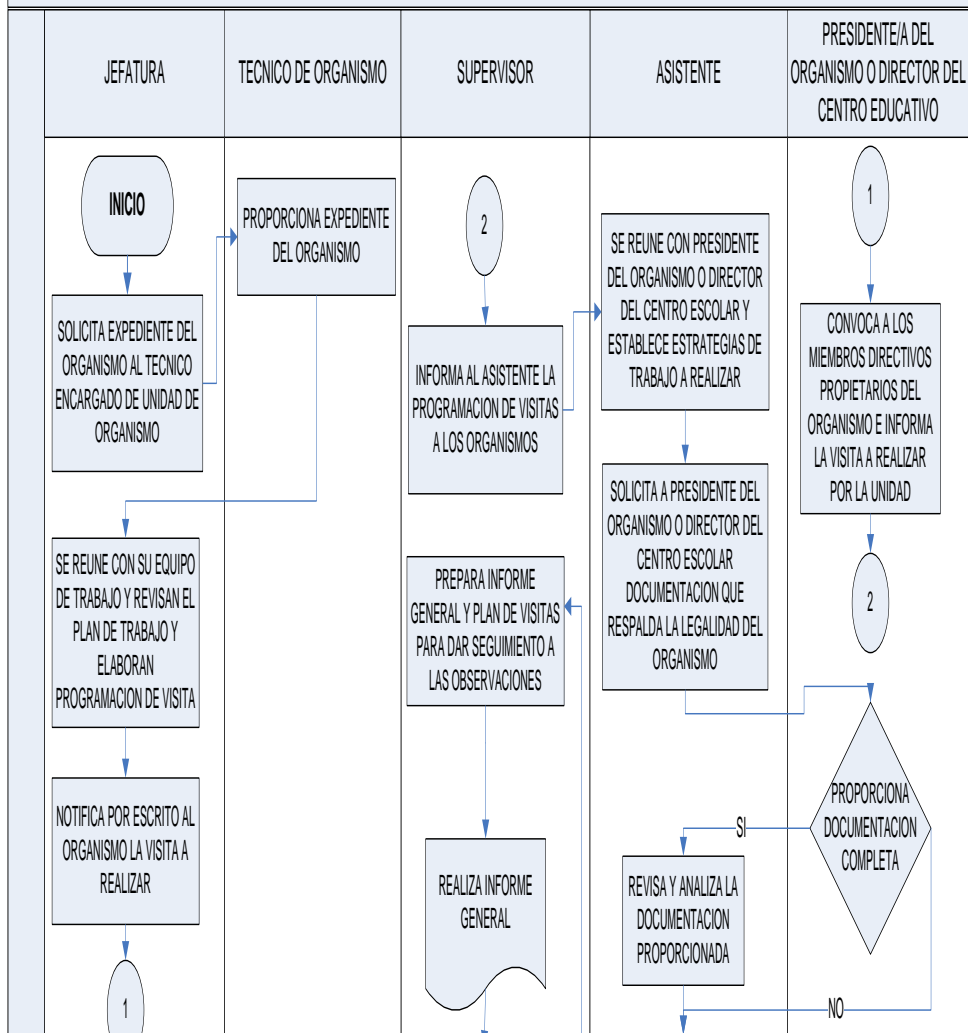 JEFATURA
TECNICO DE ORGANISMO
SUPERVISOR
ASISTENTE
PRESIDENTE/A DEL
ORGANISMO O DIRECTOR DEL
CENTRO EDUCATIVO
INICIO
SOLICITA EXPEDIENTE DEL
ORGANISMO AL TECNICO
ENCARGADO DE UNIDAD DE
ORGANISMO
SE REUNE CON SU EQUIPO
DE TRABAJO Y REVISAN EL
PLAN DE TRABAJO Y
ELABORAN
PROGRAMACION DE VISITA
NOTIFICA POR ESCRITO AL
ORGANISMO LA VISITA A
REALIZAR
1
PROPORCIONA EXPEDIENTE
DEL ORGANISMO
2
INFORMA AL ASISTENTE LA
PROGRAMACION DE VISITAS
A LOS ORGANISMOS
PREPARA INFORME
GENERAL Y PLAN DE VISITAS
PARA DAR SEGUIMIENTO A
LAS OBSERVACIONES
REALIZA INFORME
GENERAL
SE REUNE CON PRESIDENTE
DEL ORGANISMO O DIRECTOR
DEL CENTRO ESCOLAR Y
ESTABLECE ESTRATEGIAS DE
TRABAJO A REALIZAR
SOLICITA A PRESIDENTE DEL
ORGANISMO O DIRECTOR DEL
CENTRO ESCOLAR
DOCUMENTACION QUE
RESPALDA LA LEGALIDAD DEL
ORGANISMO
REVISA Y ANALIZA LA
DOCUMENTACION
PROPORCIONADA
1
CONVOCA A LOS
MIEMBROS DIRECTIVOS
PROPIETARIOS DEL
ORGANISMO E INFORMA
LA VISITA A REALIZAR
POR LA UNIDAD
2
PROPORCIONA
DOCUMENTACION
COMPLETA
SI
NO